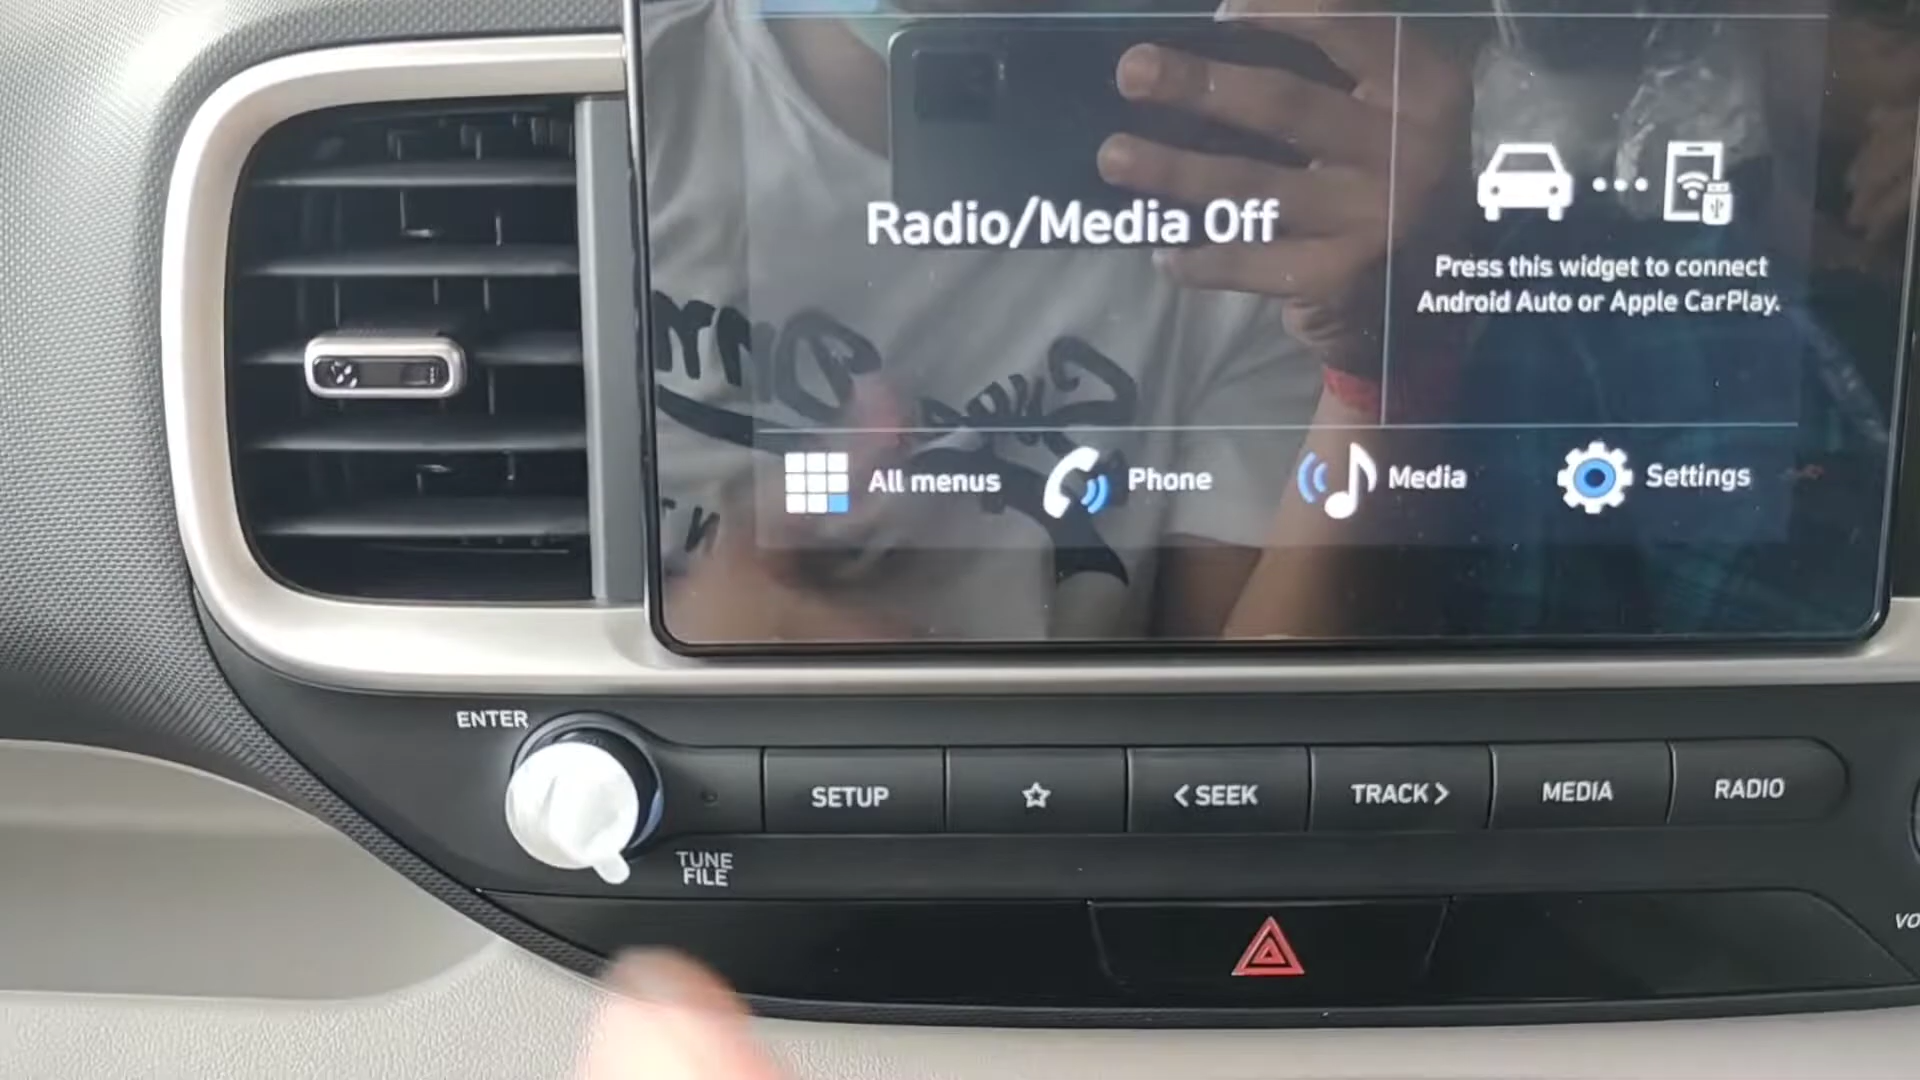 Radio/Media Off
Press this widget to connect
Android Auto or Apple CarPlay.
All menus
Phone
Media
Settings
ENTER
TUNE
FILE
SETUP
< SEEK
TRACK >
MEDIA
RADIO
VO